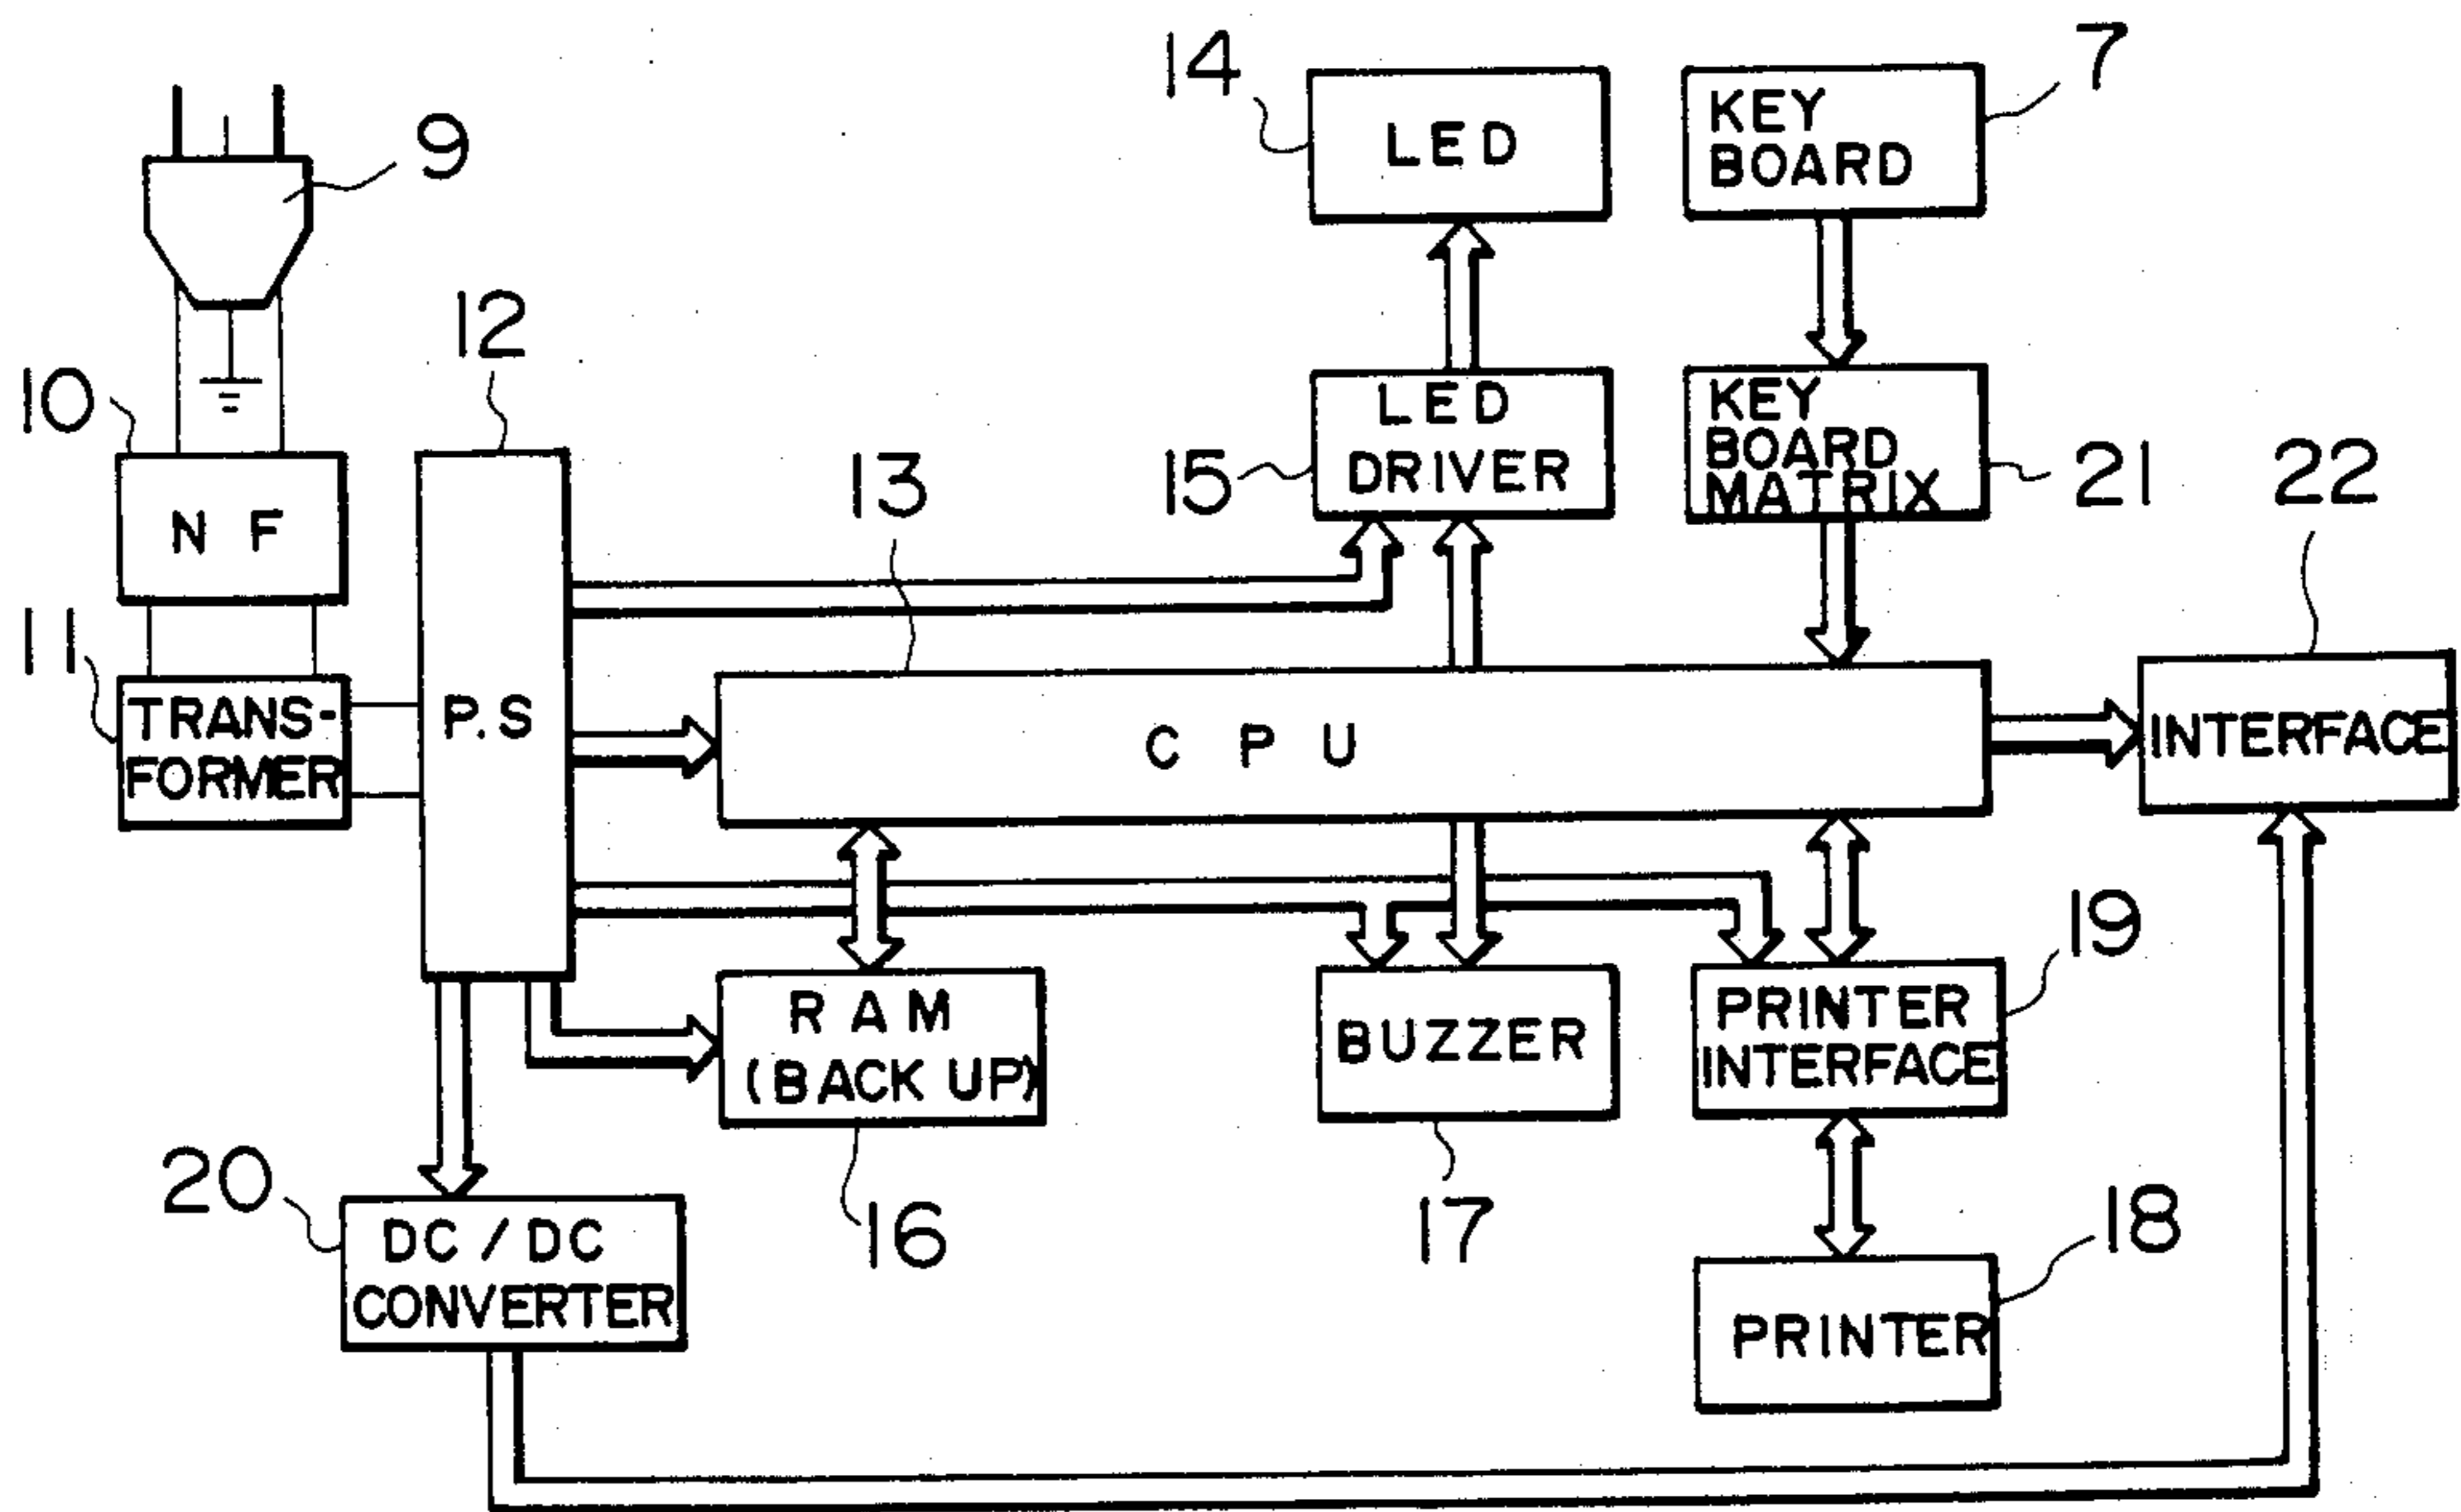 14
LED
KEY
BOARD
7
9
12
10
N F
13
15
LED
DRIVER
KEY
BOARD
MATRIX
21
22
11
TRANS-
FORMER
P.S
C P U
INTERFACE
RAM
(BACK UP)
BUZZER
PRINTER
INTERFACE
19
20
DC/DC
CONVERTER
16
17
PRINTER
18